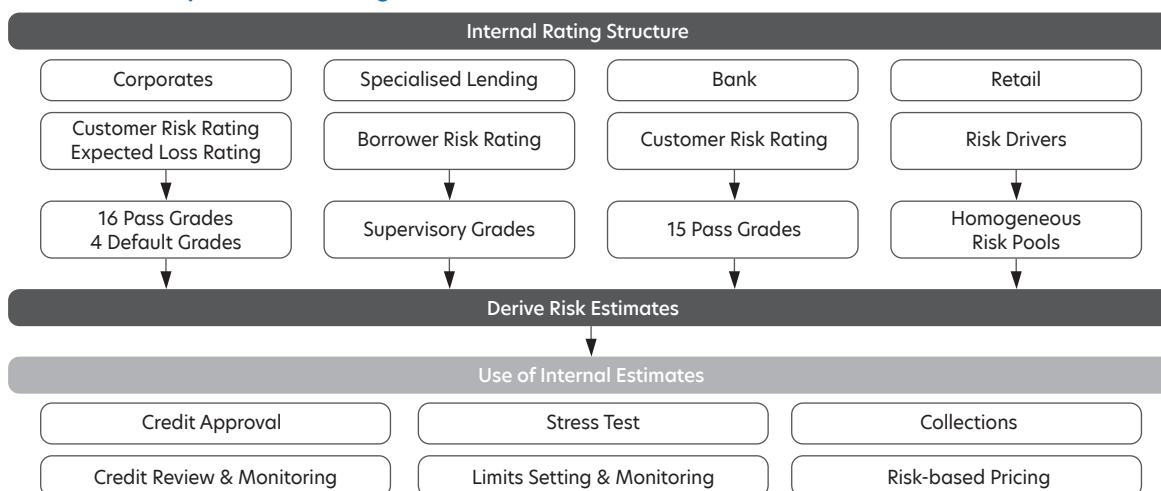 Internal Rating Structure
Corporates
Specialised Lending
Bank
Retail
Customer Risk Rating
Expected Loss Rating
Borrower Risk Rating
Customer Risk Rating
Risk Drivers
16 Pass Grades
4 Default Grades
Supervisory Grades
15 Pass Grades
Homogeneous
Risk Pools
Derive Risk Estimates
Use of Internal Estimates
Credit Approval
Stress Test
Collections
Credit Review & Monitoring
Limits Setting & Monitoring
Risk-based Pricing